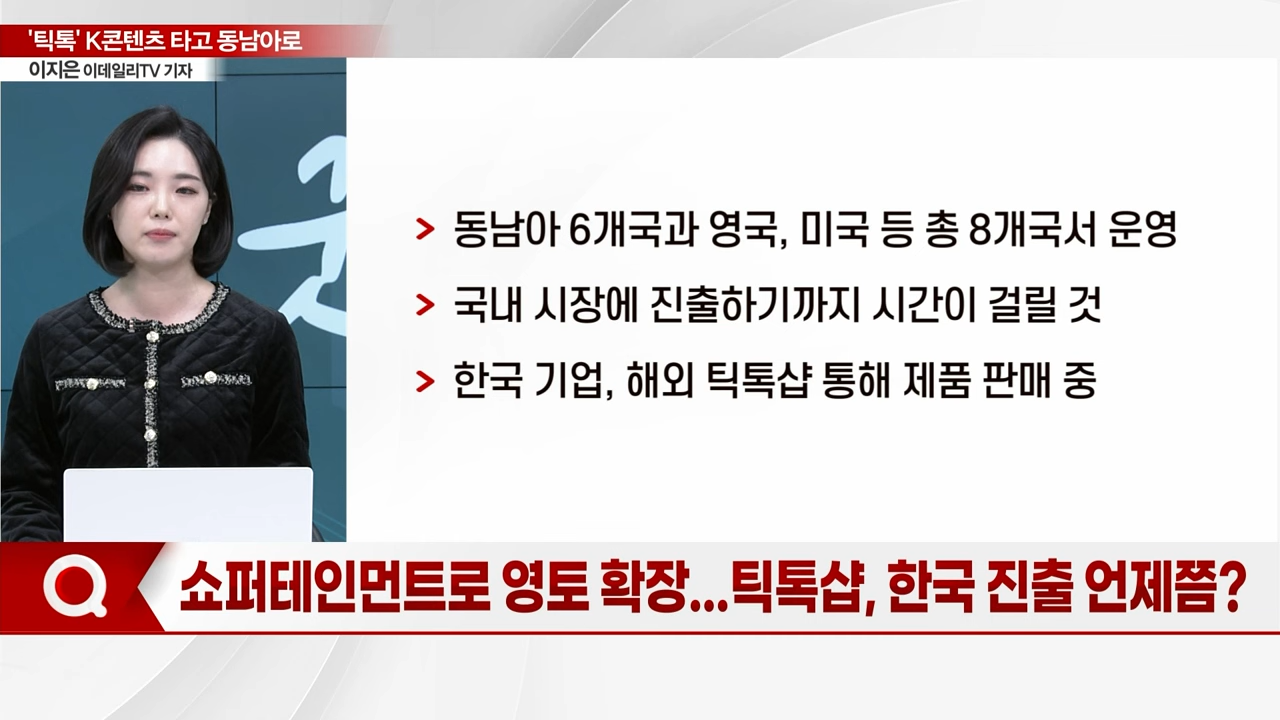 '틱톡' K콘텐츠 타고 동남아로
이지은 이데일리TV 기자
> 동남아 6개국과 영국, 미국 등 총 8개국서 운영
> 국내 시장에 진출하기까지 시간이 걸릴 것
> 한국 기업, 해외 틱톡샵 통해 제품 판매 중
Q 쇼퍼테인먼트로 영토 확장...틱톡샵, 한국 진출 언제쯤?